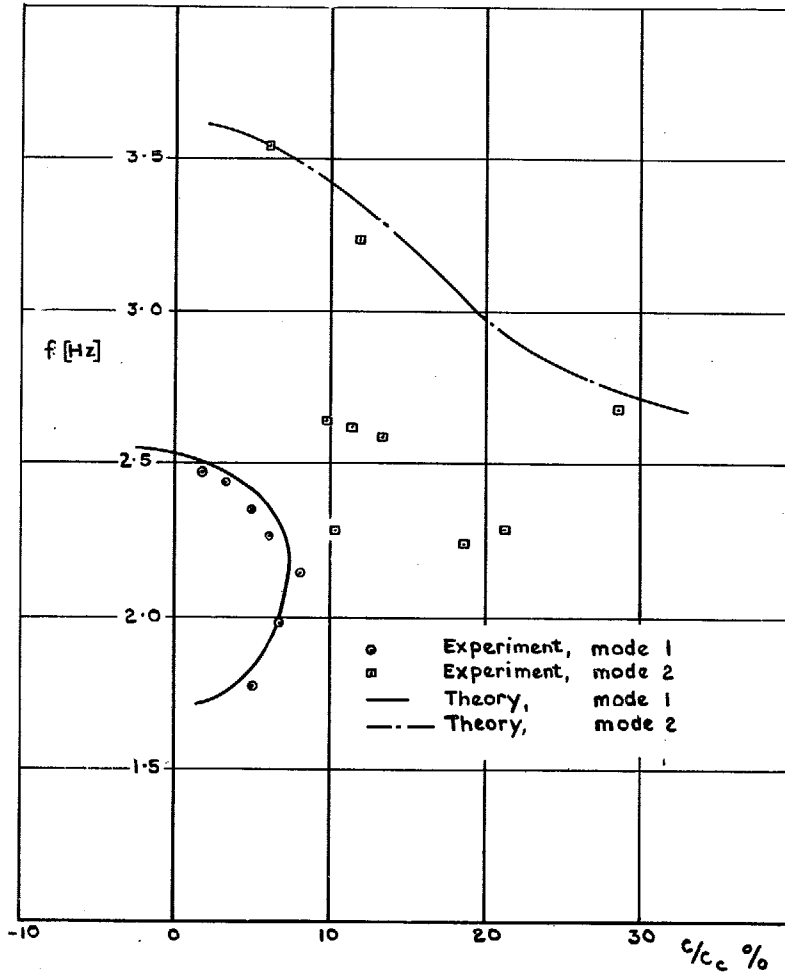 3.5
3.0
f [Hz]
2.5
2.0
Experiment, mode 1
Experiment, mode 2
Theory, mode 1
Theory, mode 2
1.5
-10 0 10 20 30
c/cc %